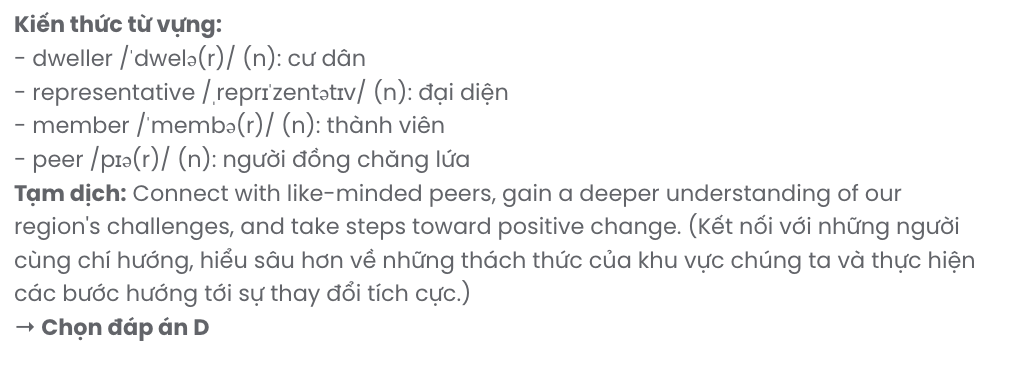 Kiến thức từ vựng:
- dweller /ˈdwelə(r)/ (n): cư dân
- representative /ˌreprɪˈzentətɪv/ (n): đại diện
- member /ˈmembə(r)/ (n): thành viên
- peer /pɪə(r)/ (n): người đồng chăng lứa
Tạm dịch: Connect with like-minded peers, gain a deeper understanding of our
region's challenges, and take steps toward positive change. (Kết nối với những người
cùng chí hướng, hiểu sâu hơn về những thách thức của khu vực chúng ta và thực hiện
các bước hướng tới sự thay đổi tích cực.)
→ Chọn đáp án D